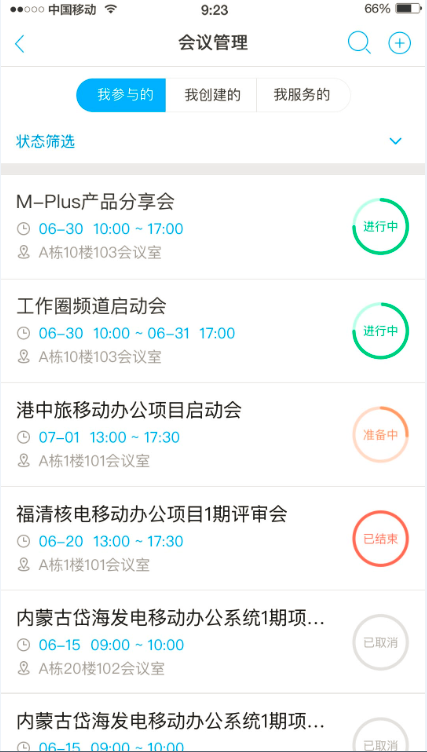 中国移动 9:23 66%
会议管理
我参与的 我创建的 我服务的
状态筛选
M-Plus产品分享会
06-30 10:00 ~ 17:00
A栋10楼103会议室
进行中
工作圈频道启动会
06-30 10:00 ~ 06-31 17:00
A栋10楼103会议室
进行中
港中旅移动办公项目启动会
07-01 13:00 ~ 17:30
A栋1楼101会议室
准备中
福清核电移动办公项目1期评审会
06-20 13:00 ~ 17:30
A栋1楼101会议室
已结束
内蒙古岱海发电移动办公系统1期项...
06-15 09:00 ~ 10:00
A栋20楼102会议室
已取消
内蒙古岱海发电移动办公系统1期项...
06-15 09:00 ~ 10:00
已取消